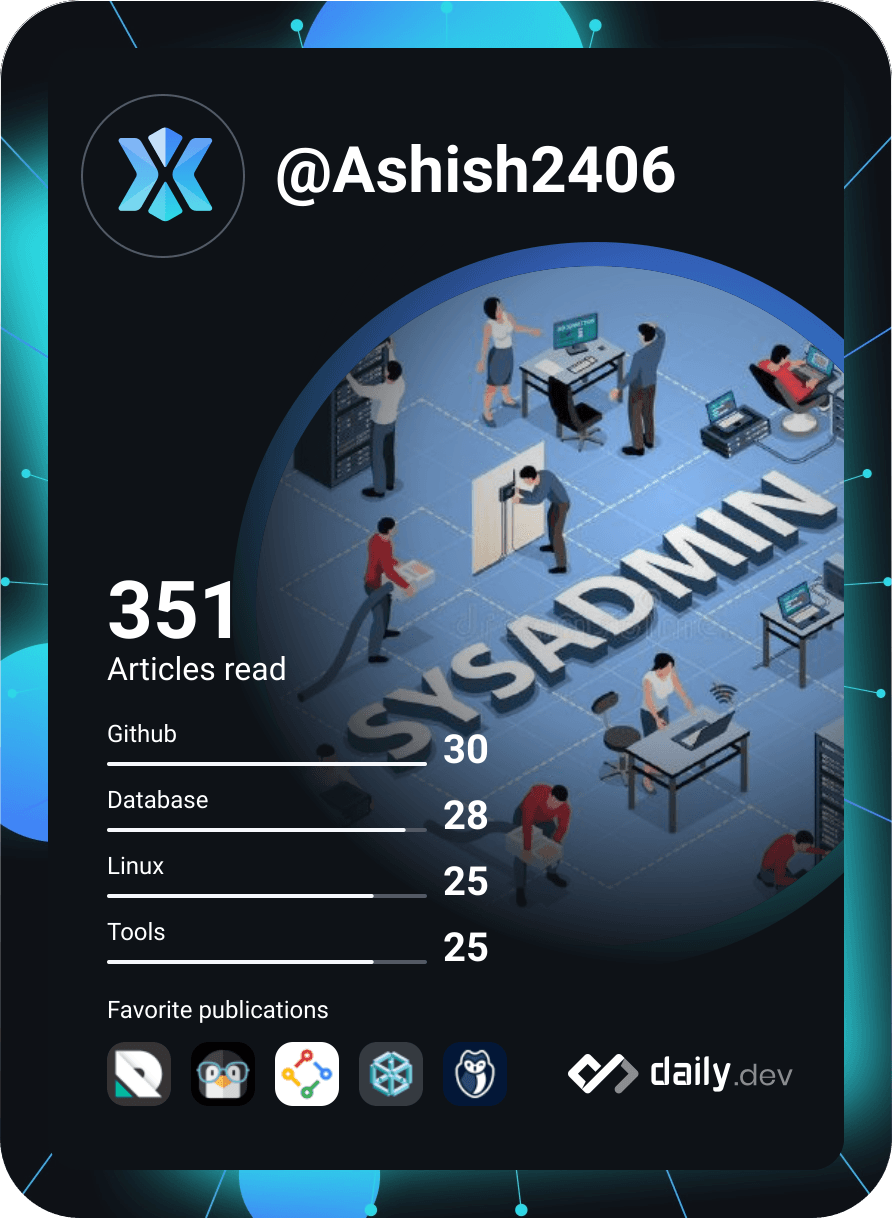 @Ashish2406
SYSADMIN
351
Articles read
Github
30
Database
28
Linux
25
Tools
25
Favorite publications
daily.dev